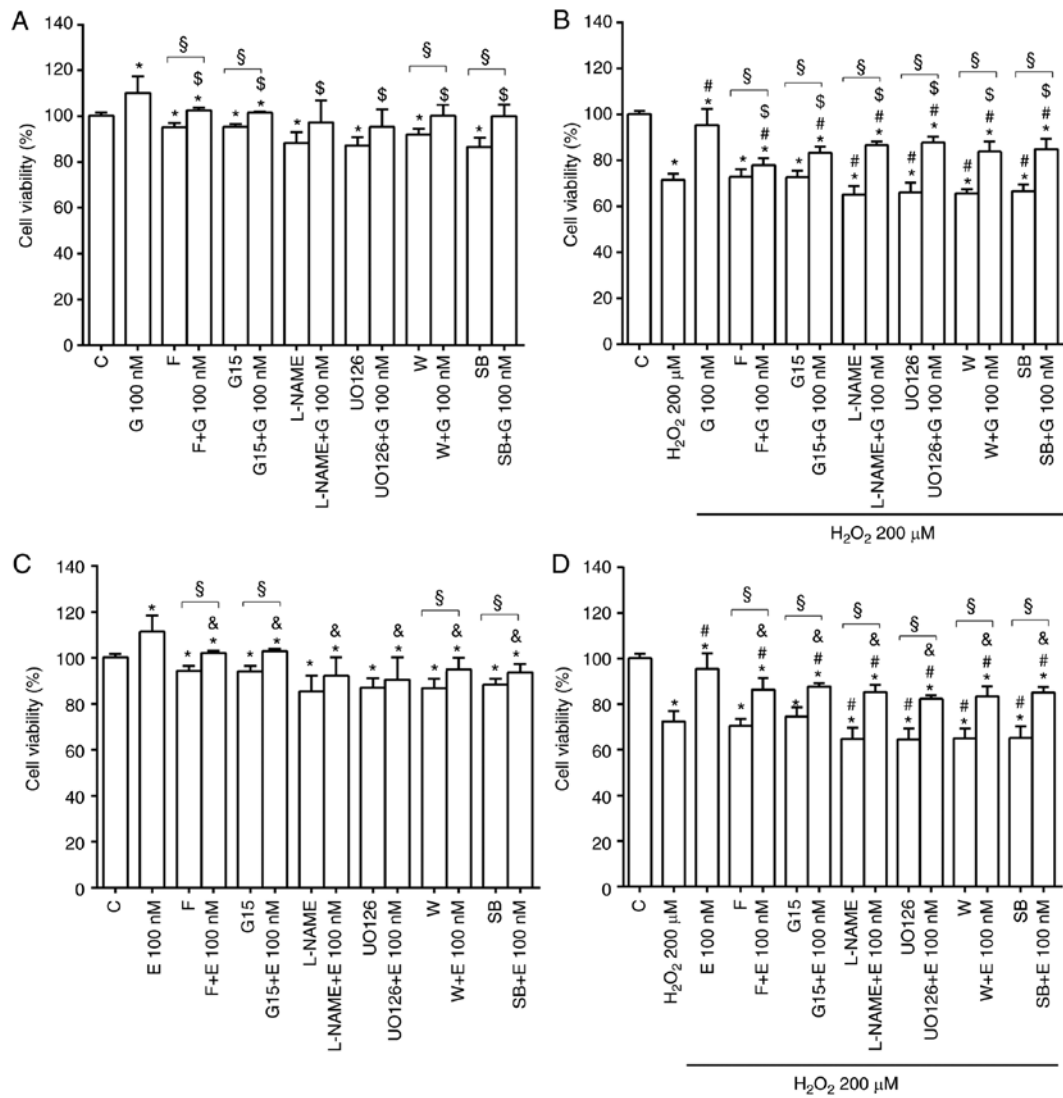 A
Cell viability (%)
140
120
100
80
60
40
20
0
§ § § §
* $ $ $ $ $ $
* * * * * * * *
C
G 100 nM
F
F+G 100 nM
G15
G15+G 100 nM
L-NAME
L-NAME+G 100 nM
UO126
UO126+G 100 nM
W
W+G 100 nM
SB
SB+G 100 nM
B
Cell viability (%)
140
120
100
80
60
40
20
0
§ § § § § §
# $ $ $ $ $ $
# # # # # #
* * * * * * * *
# # # #
* * * * * *
C
H₂O₂ 200 µM
G 100 nM
F
F+G 100 nM
G15
G15+G 100 nM
L-NAME
L-NAME+G 100 nM
UO126
UO126+G 100 nM
W
W+G 100 nM
SB
SB+G 100 nM
H₂O₂ 200 µM
C
Cell viability (%)
140
120
100
80
60
40
20
0
§ § § §
* & & & & & &
* * * * * * * * * * * *
C
E 100 nM
F
F+E 100 nM
G15
G15+E 100 nM
L-NAME
L-NAME+E 100 nM
UO126
UO126+E 100 nM
W
W+E 100 nM
SB
SB+E 100 nM
D
Cell viability (%)
140
120
100
80
60
40
20
0
§ § § § § §
# & & & & & &
* # # # # # #
* * * * * * * * *
# # # #
* * * *
C
H₂O₂ 200 µM
E 100 nM
F
F+E 100 nM
G15
G15+E 100 nM
L-NAME
L-NAME+E 100 nM
UO126
UO126+E 100 nM
W
W+E 100 nM
SB
SB+E 100 nM
H₂O₂ 200 µM